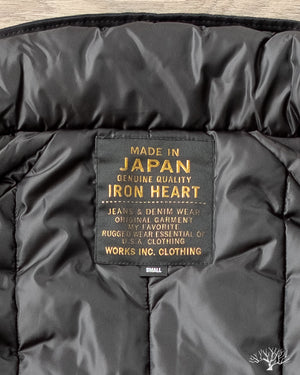 MADE IN
JAPAN
GENUINE QUALITY
IRON HEART
JEANS & DENIM WEAR
ORIGINAL GARMENT
MY FAVORITE
RUGGED WEAR ESSENTIAL OF
U.S.A. CLOTHING
WORKS INC. CLOTHING
SMALL